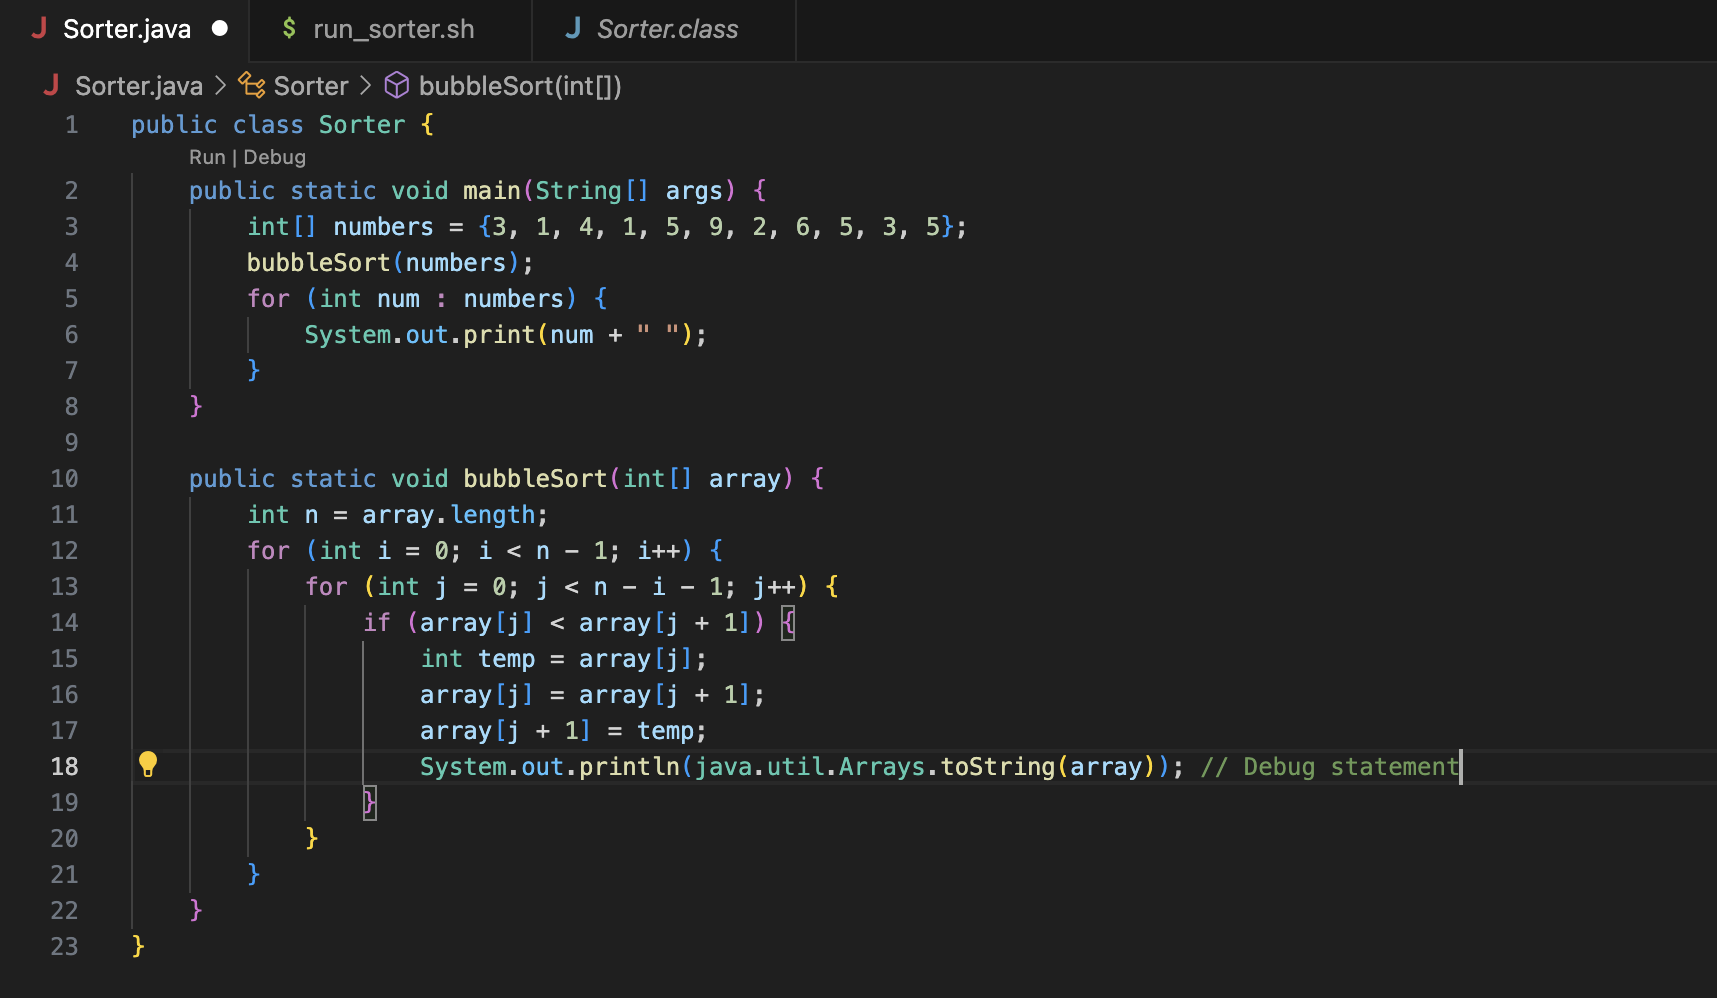 Sorter.java
$ run_sorter.sh
Sorter.class
Sorter.java > Sorter > bubbleSort(int[])
1 public class Sorter {
Run | Debug
2 public static void main(String[] args) {
3 int[] numbers = {3, 1, 4, 1, 5, 9, 2, 6, 5, 3, 5};
4 bubbleSort(numbers);
5 for (int num : numbers) {
6 System.out.print(num + " ");
7 }
8 }
9
10 public static void bubbleSort(int[] array) {
11 int n = array.length;
12 for (int i = 0; i < n - 1; i++) {
13 for (int j = 0; j < n - i - 1; j++) {
14 if (array[j] < array[j + 1]) {
15 int temp = array[j];
16 array[j] = array[j + 1];
17 array[j + 1] = temp;
18 System.out.println(java.util.Arrays.toString(array)); // Debug statement
19 }
20 }
21 }
22 }
23 }